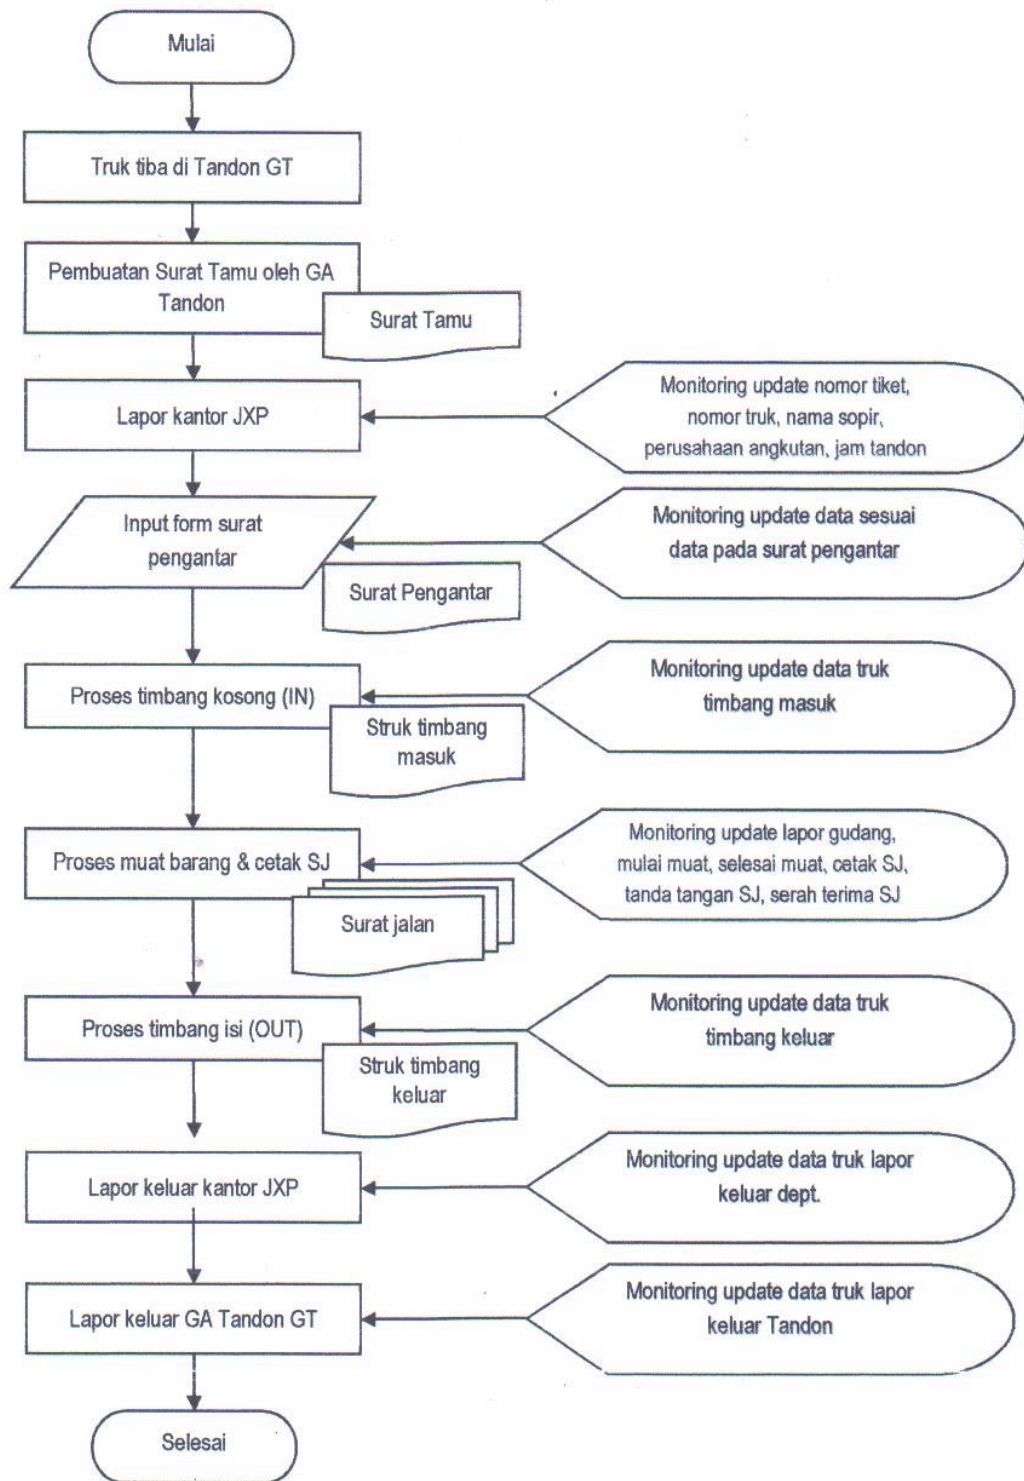 Mulai
Truk tiba di Tandon GT
Pembuatan Surat Tamu oleh GA
Tandon
Surat Tamu
Lapor kantor JXP
Monitoring update nomor tiket,
nomor truk, nama sopir,
perusahaan angkutan, jam tandon
Input form surat
pengantar
Monitoring update data sesuai
data pada surat pengantar
Surat Pengantar
Proses timbang kosong (IN)
Monitoring update data truk
timbang masuk
Struk timbang
masuk
Proses muat barang & cetak SJ
Monitoring update lapor gudang,
mulai muat, selesai muat, cetak SJ,
tanda tangan SJ, serah terima SJ
Surat jalan
Proses timbang isi (OUT)
Monitoring update data truk
timbang keluar
Struk timbang
keluar
Lapor keluar kantor JXP
Monitoring update data truk lapor
keluar dept.
Lapor keluar GA Tandon GT
Monitoring update data truk lapor
keluar Tandon
Selesai